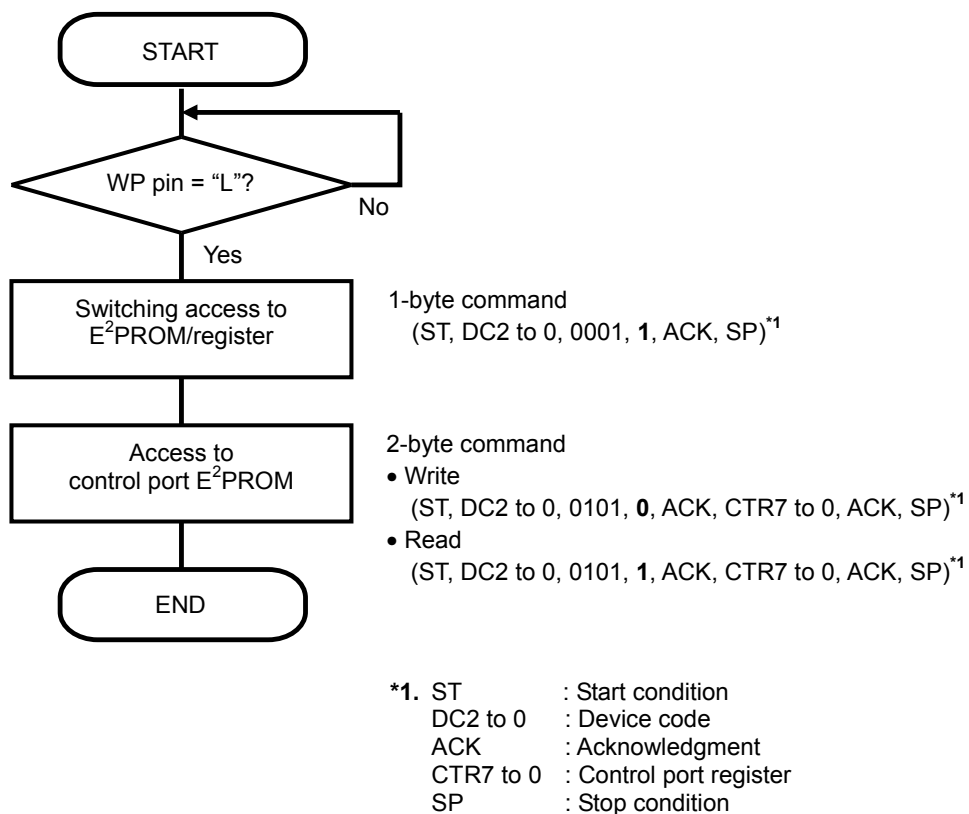 START
WP pin = “L”?
No
Yes
Switching access to
E²PROM/register
1-byte command
(ST, DC2 to 0, 0001, 1, ACK, SP)*1
Access to
control port E²PROM
2-byte command
• Write
(ST, DC2 to 0, 0101, 0, ACK, CTR7 to 0, ACK, SP)*1
• Read
(ST, DC2 to 0, 0101, 1, ACK, CTR7 to 0, ACK, SP)*1
END
*1. ST : Start condition
DC2 to 0 : Device code
ACK : Acknowledgment
CTR7 to 0 : Control port register
SP : Stop condition